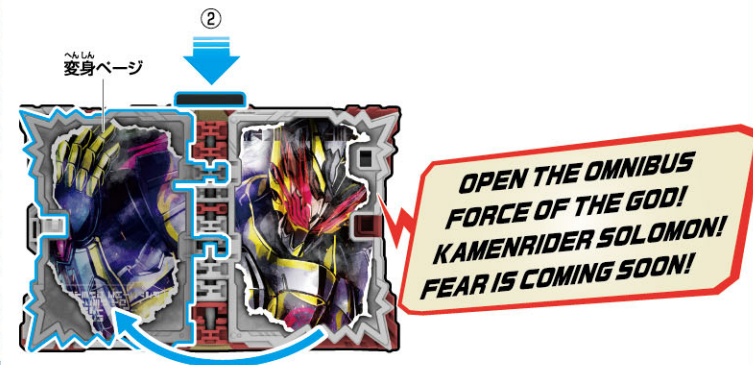 ②
へんしん
変身ページ
OPEN THE OMNIBUS
FORCE OF THE GOD!
KAMENRIDER SOLOMON!
FEAR IS COMING SOON!